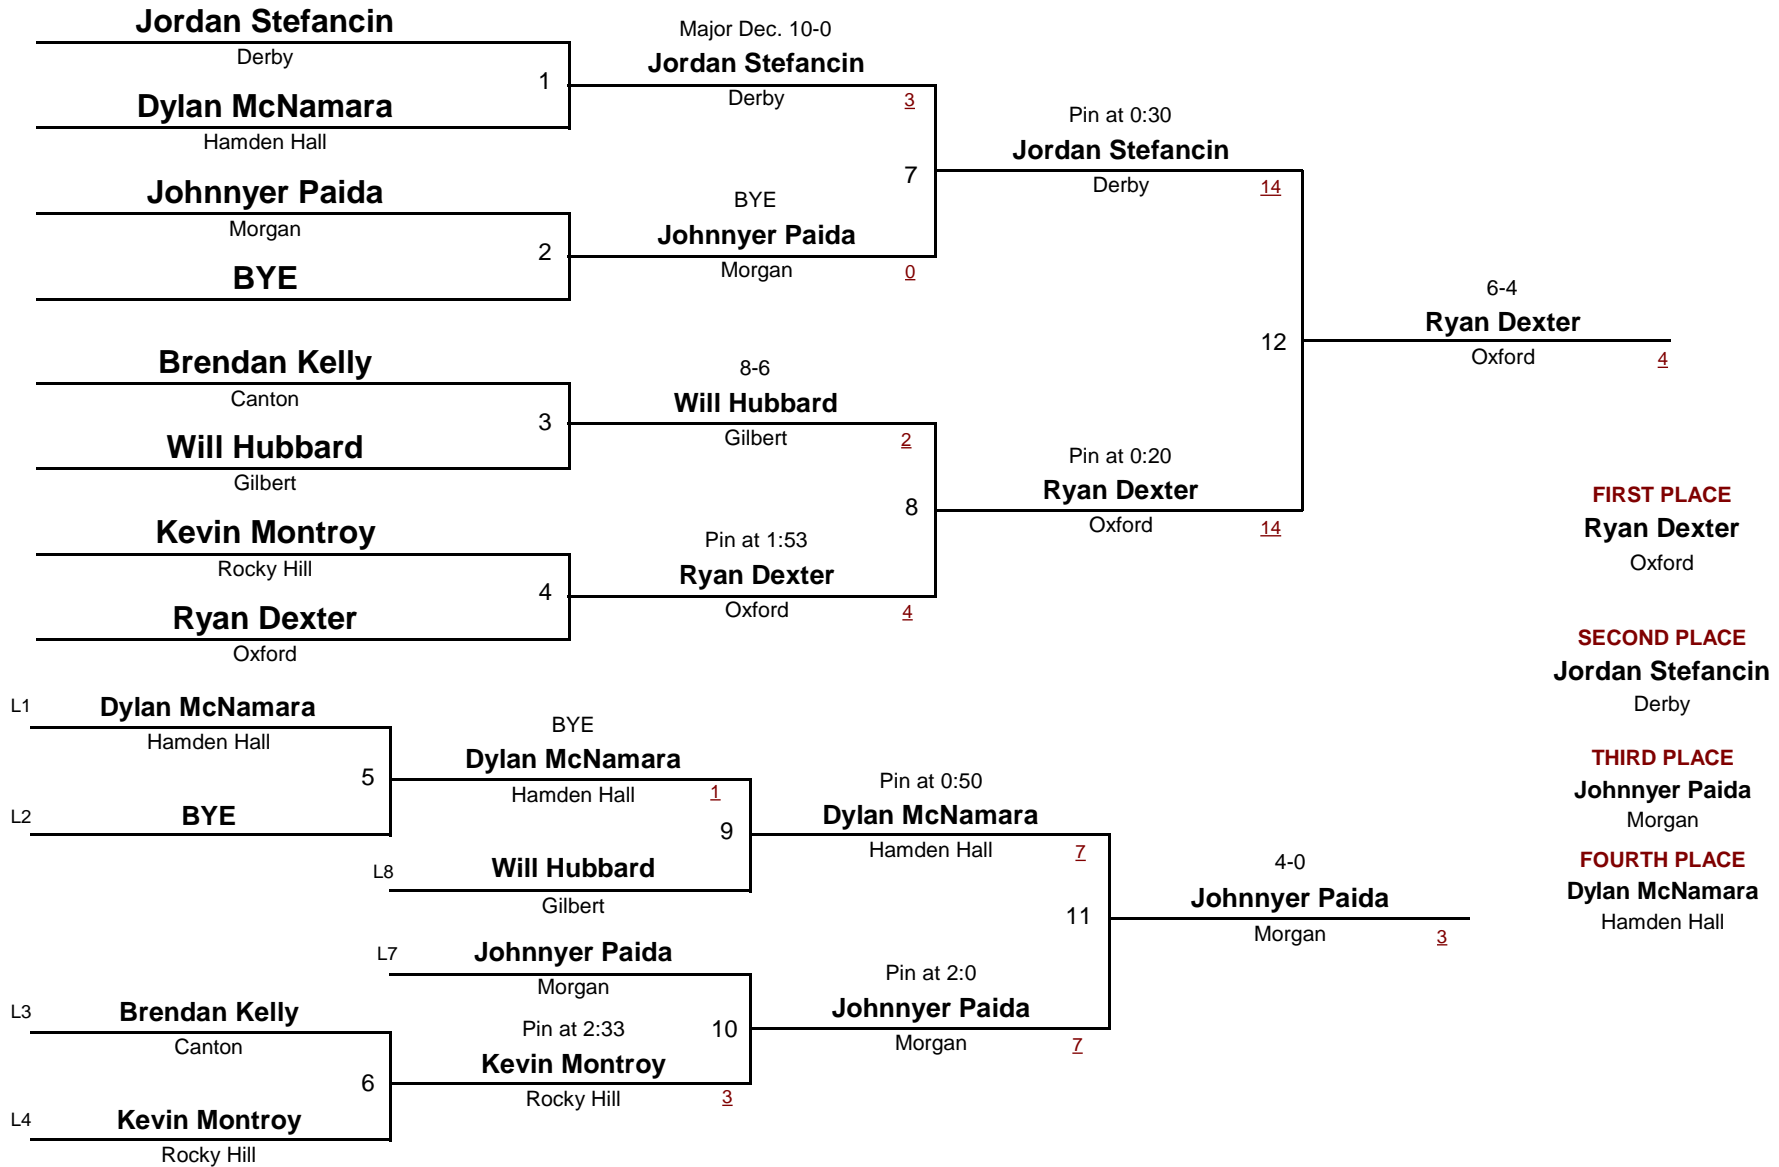 Jordan Stefancin
Derby
1
Dylan McNamara
Hamden Hall
Johnnyer Paida
Morgan
2
BYE
Brendan Kelly
Canton
3
Will Hubbard
Gilbert
Kevin Montroy
Rocky Hill
4
Ryan Dexter
Oxford
Major Dec. 10-0
Jordan Stefancin
Derby 3
7
BYE
Johnnyer Paida
Morgan 0
8-6
Will Hubbard
Gilbert 2
8
Pin at 1:53
Ryan Dexter
Oxford 4
Pin at 0:30
Jordan Stefancin
Derby 14
12
Pin at 0:20
Ryan Dexter
Oxford 14
6-4
Ryan Dexter
Oxford 4
FIRST PLACE
Ryan Dexter
Oxford
SECOND PLACE
Jordan Stefancin
Derby
THIRD PLACE
Johnnyer Paida
Morgan
FOURTH PLACE
Dylan McNamara
Hamden Hall
L1 Dylan McNamara
Hamden Hall
5
L2 BYE
BYE
Dylan McNamara
Hamden Hall 1
9
L8 Will Hubbard
Gilbert
L7 Johnnyer Paida
Morgan
10
L3 Brendan Kelly
Canton
6
L4 Kevin Montroy
Rocky Hill
Pin at 2:33
Kevin Montroy
Rocky Hill 3
Pin at 0:50
Dylan McNamara
Hamden Hall 7
11
Pin at 2:0
Johnnyer Paida
Morgan 7
4-0
Johnnyer Paida
Morgan 3